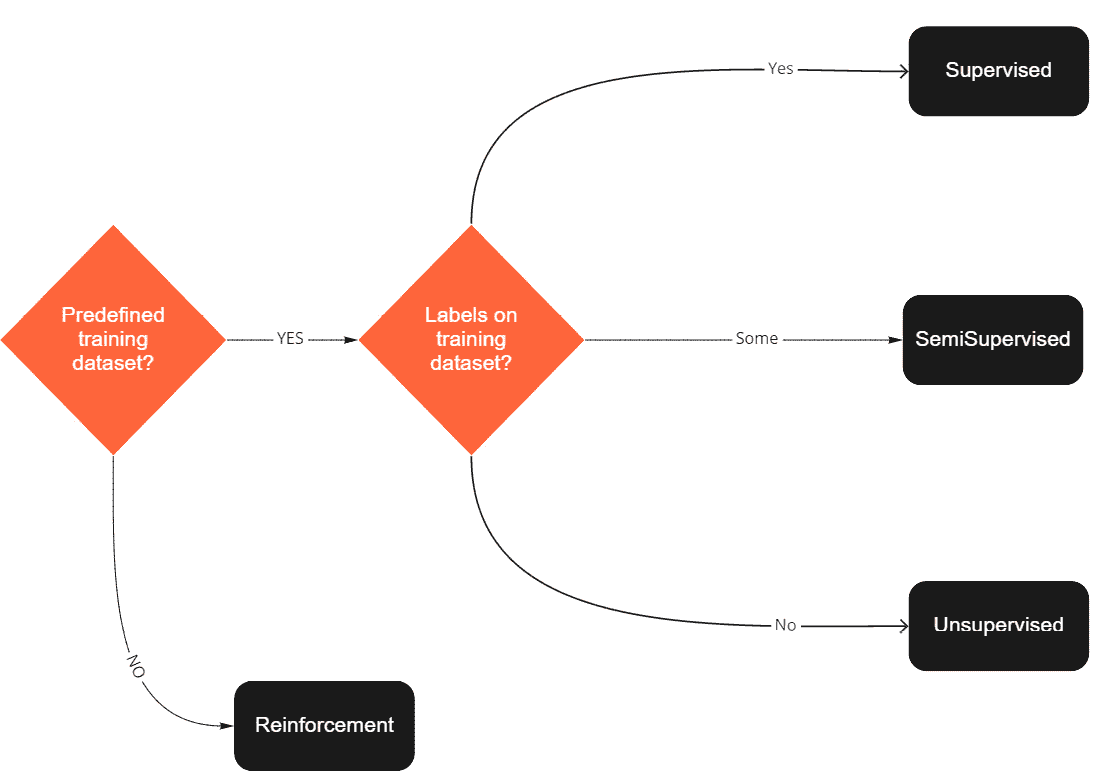 Yes
Supervised
Predefined
training
dataset?
YES
Labels on
training
dataset?
Some
SemiSupervised
No
Unsupervised
NO
Reinforcement